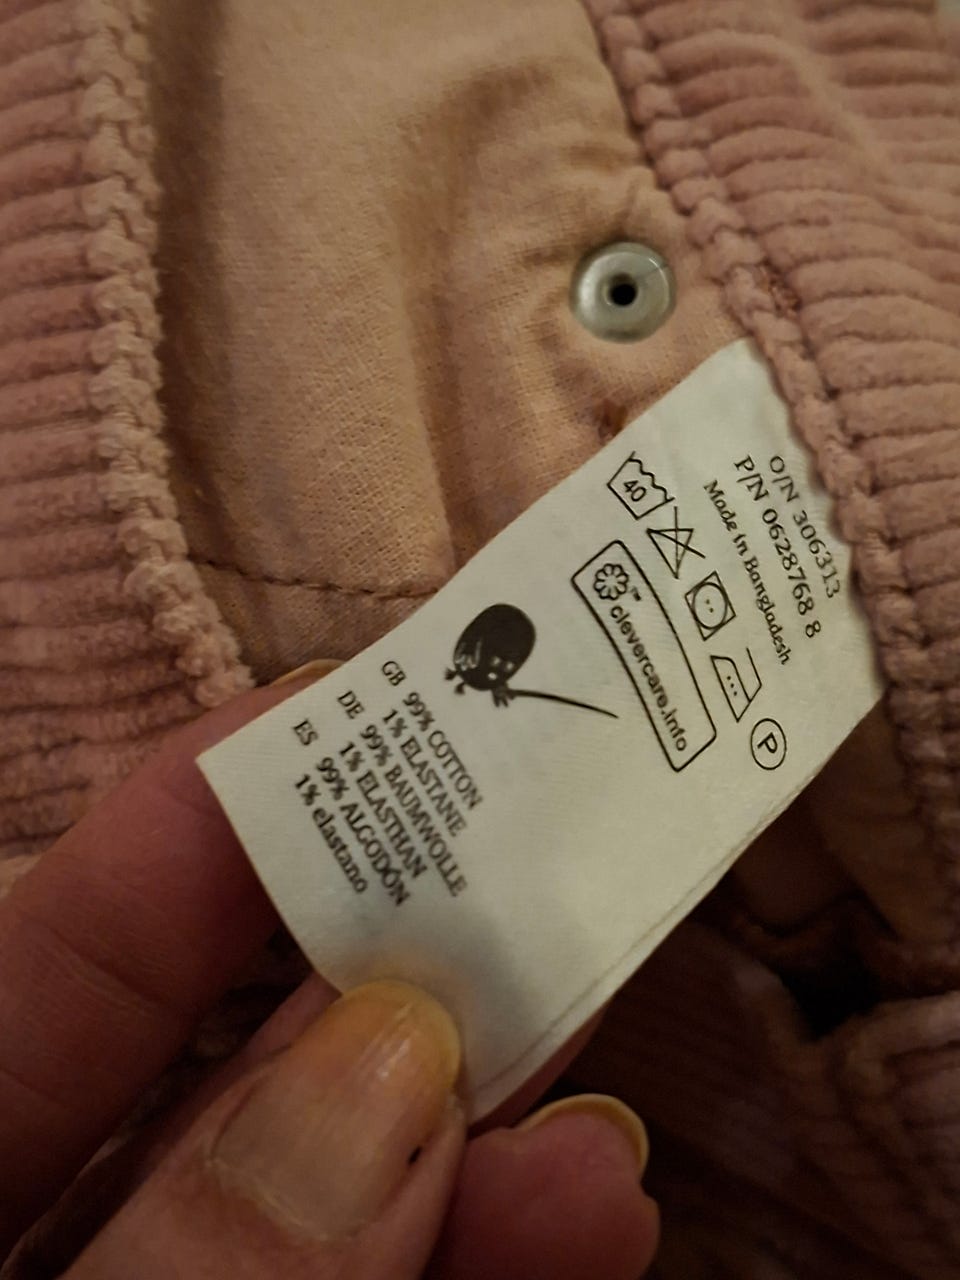 O/N 306313
P/N 0628768 8
Made in Bangladesh
40
P
clevercare.info
TM
GB 99% COTTON
1% ELASTANE
DE 99% BAUMWOLLE
1% ELASTHAN
ES 99% ALGODÓN
1% elastano